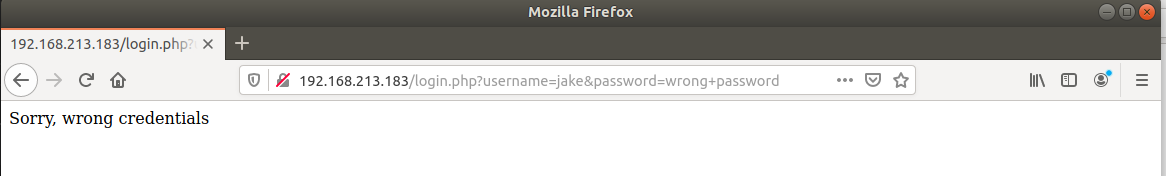 Mozilla Firefox
192.168.213.183/login.php?
192.168.213.183/login.php?username=jake&password=wrong+password
Sorry, wrong credentials